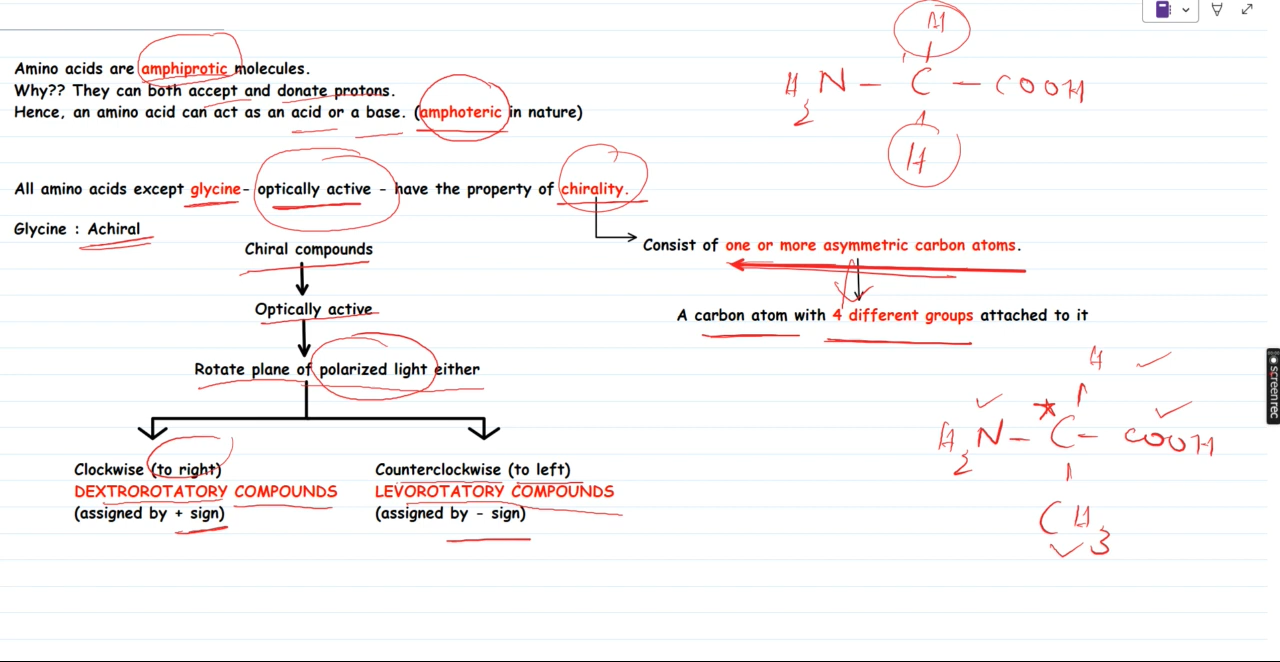 Amino acids are amphiprotic molecules.
Why?? They can both accept and donate protons.
Hence, an amino acid can act as an acid or a base. (amphoteric in nature)
H
H2N - C - COOH
H
All amino acids except glycine- optically active - have the property of chirality.
Glycine : Achiral
Consist of one or more asymmetric carbon atoms.
A carbon atom with 4 different groups attached to it
Chiral compounds
Optically active
Rotate plane of polarized light either
Clockwise (to right)
DEXTROROTATORY COMPOUNDS
(assigned by + sign)
Counterclockwise (to left)
LEVOROTATORY COMPOUNDS
(assigned by - sign)
H
H2N - C - COOH
CH3
screenrec